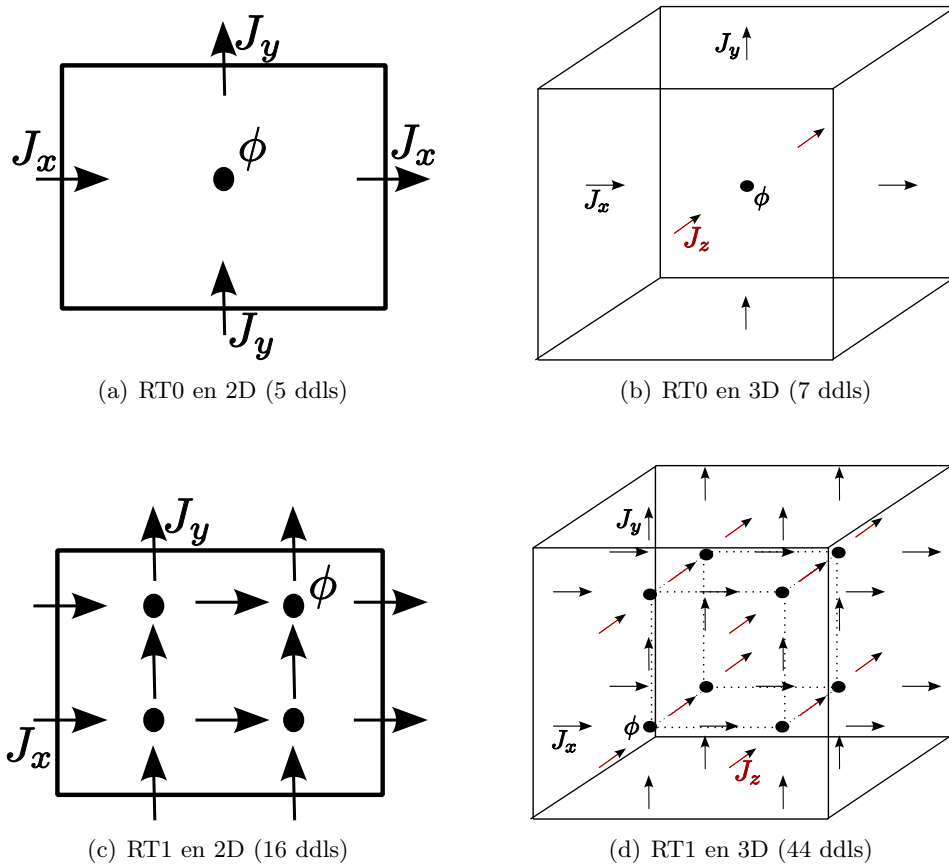 J_y
J_x
ϕ
J_x
J_y
(a) RT0 en 2D (5 ddls)
J_y
J_x
ϕ
J_z
(b) RT0 en 3D (7 ddls)
J_y
ϕ
J_x
(c) RT1 en 2D (16 ddls)
J_y
J_x
ϕ
J_z
(d) RT1 en 3D (44 ddls)